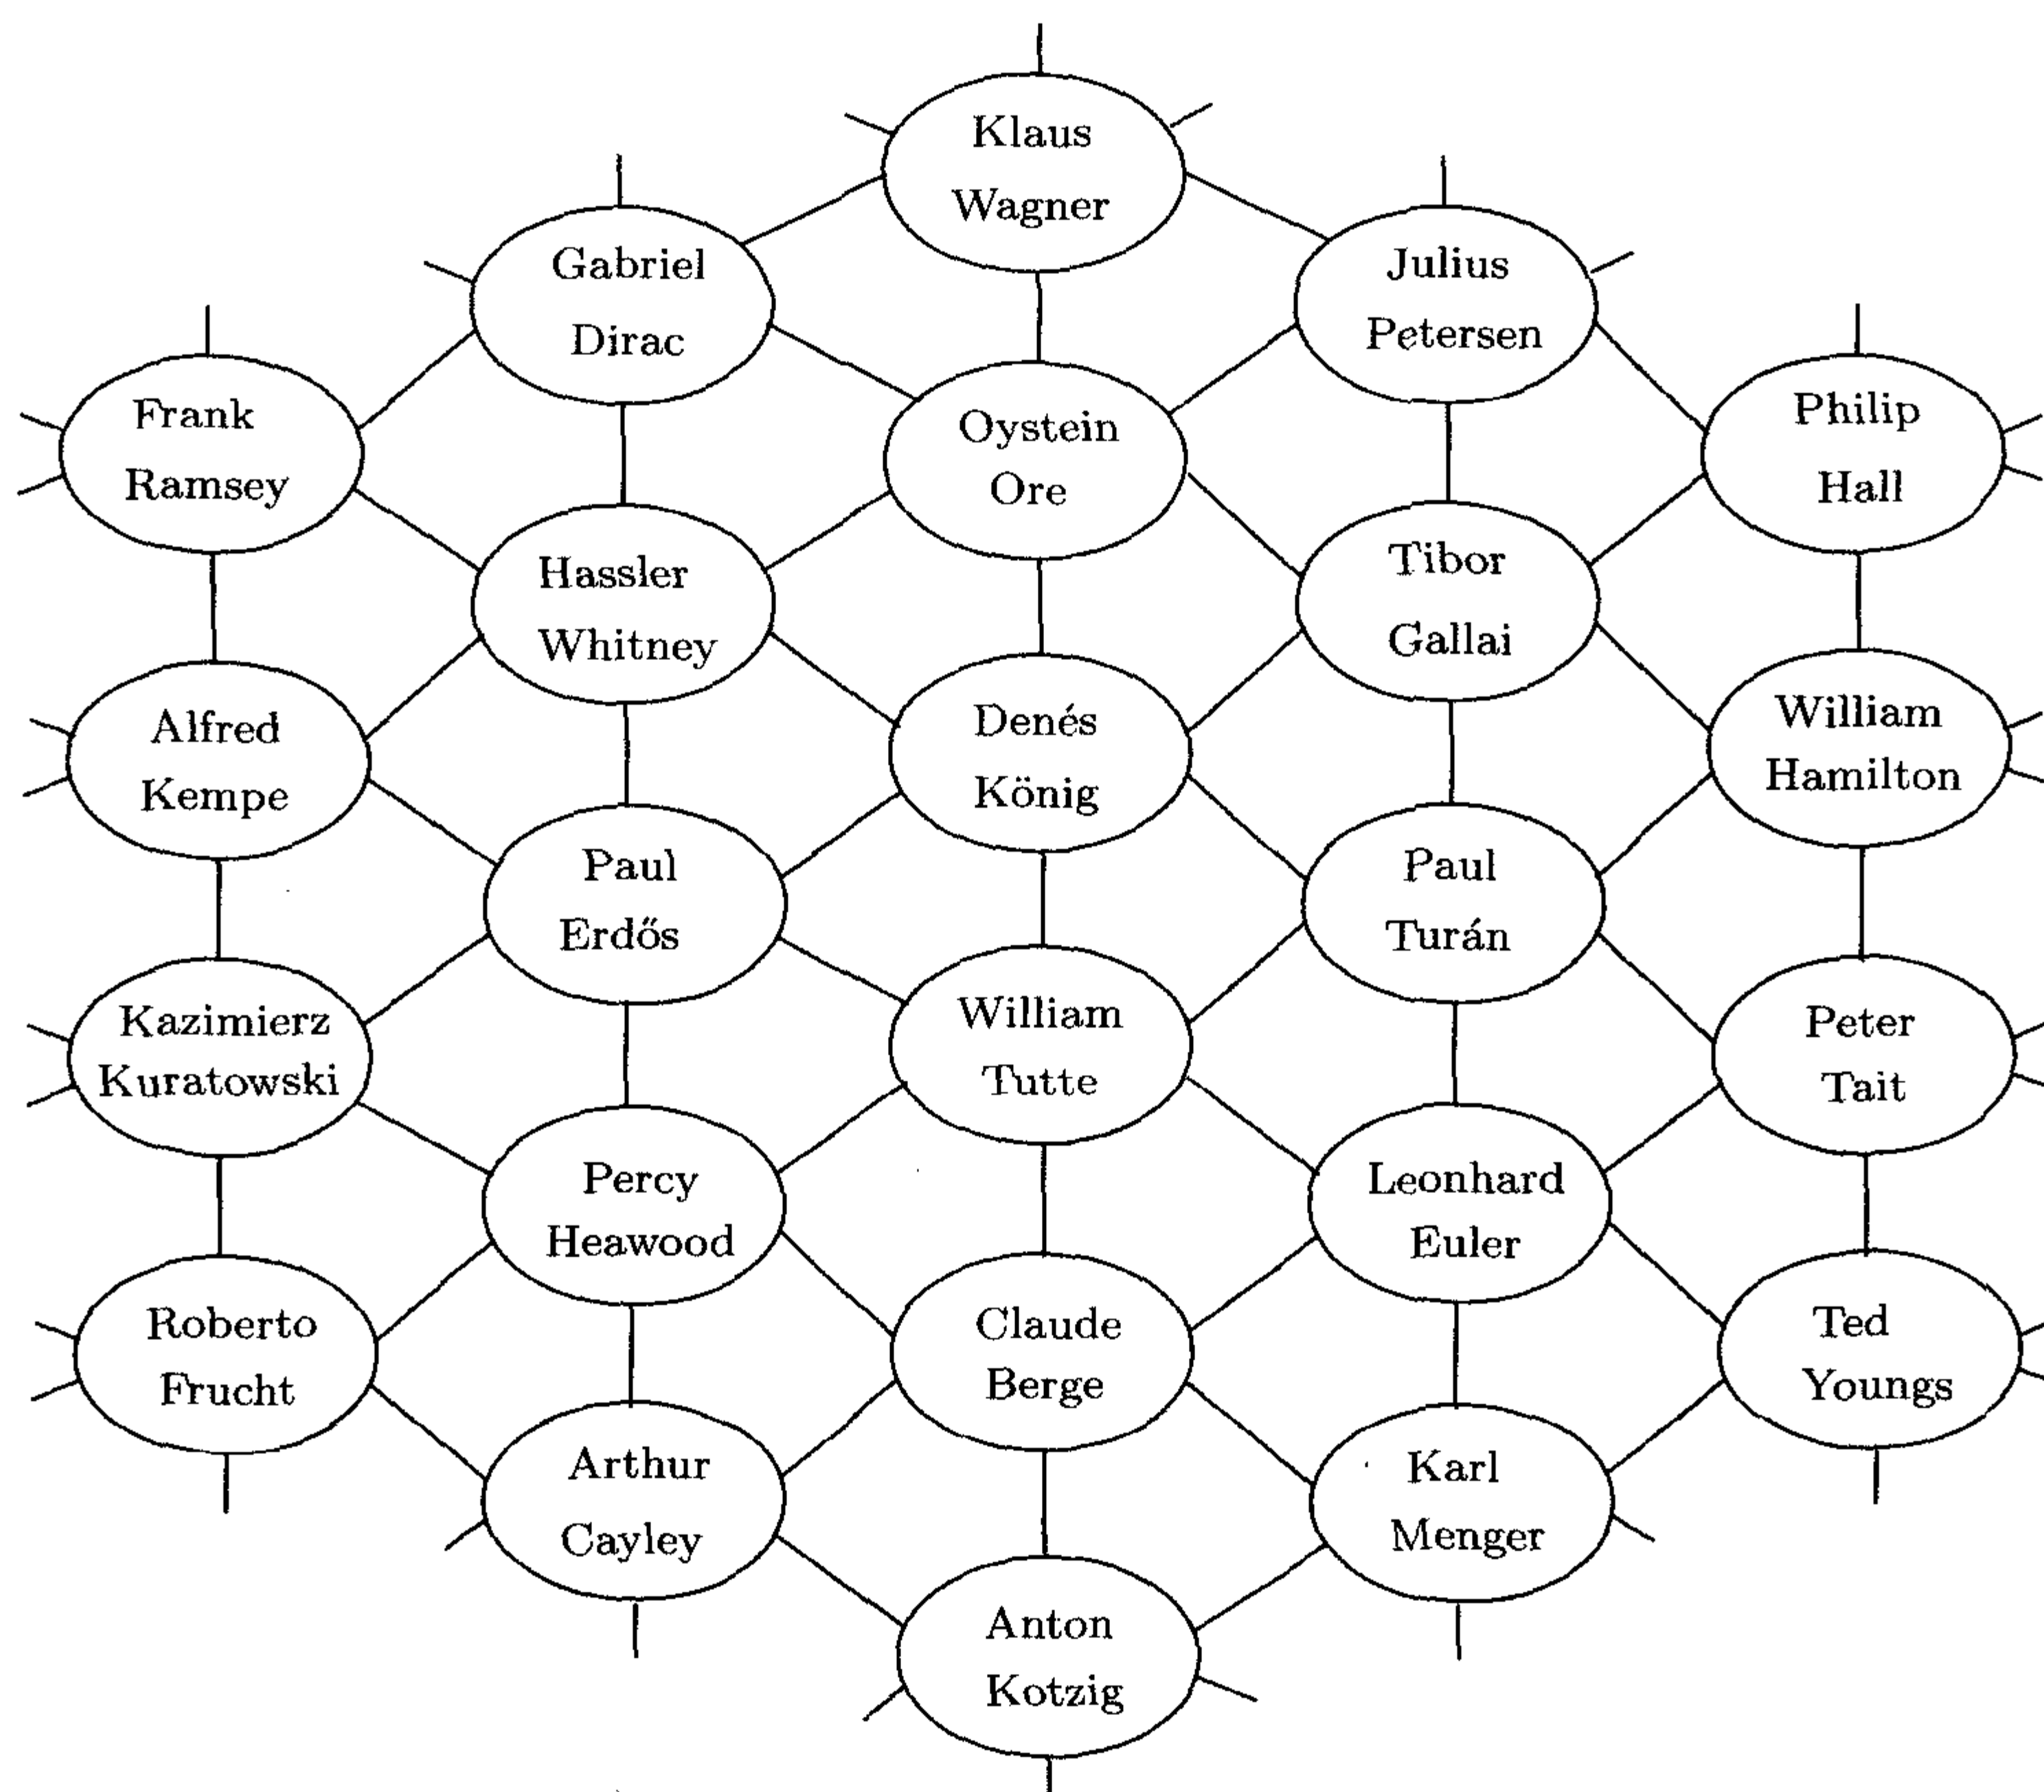 Klaus
Wagner
Gabriel
Dirac
Julius
Petersen
Frank
Ramsey
Oystein
Ore
Philip
Hall
Hassler
Whitney
Tibor
Gallai
Alfred
Kempe
Denés
König
William
Hamilton
Paul
Erdős
Paul
Turán
Kazimierz
Kuratowski
William
Tutte
Peter
Tait
Percy
Heawood
Leonhard
Euler
Roberto
Frucht
Claude
Berge
Ted
Youngs
Arthur
Cayley
Karl
Menger
Anton
Kotzig